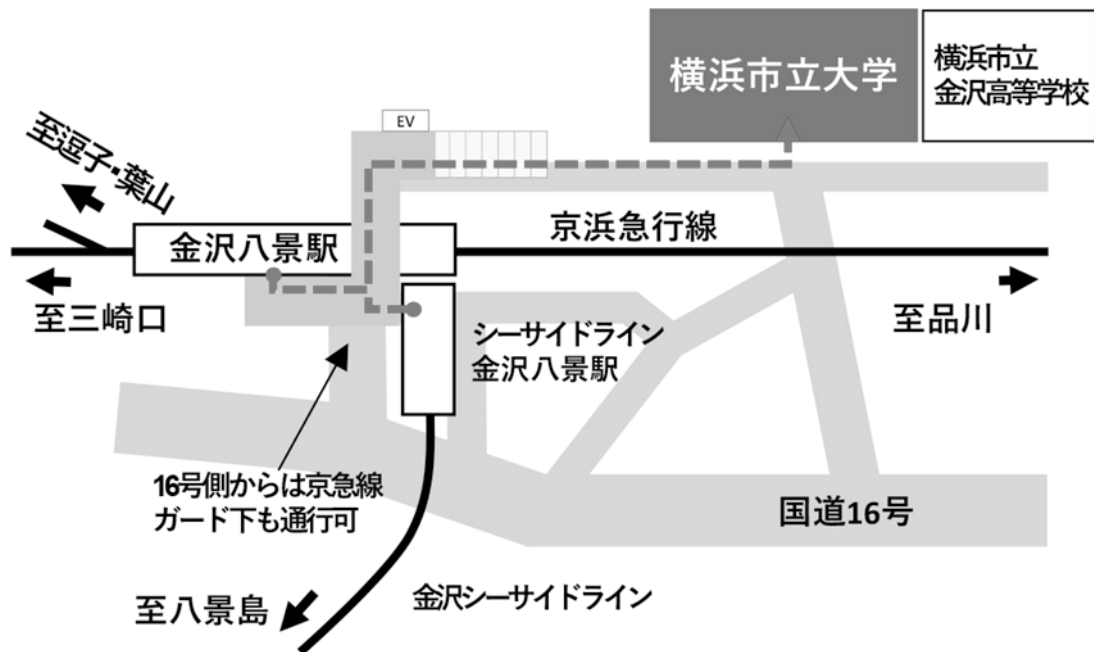 横浜市立大学
横浜市立
金沢高等学校
EV
至逗子・葉山
金沢八景駅
京浜急行線
至三崎口
至品川
シーサイドライン
金沢八景駅
16号側からは京急線
ガード下も通行可
国道16号
至八景島
金沢シーサイドライン